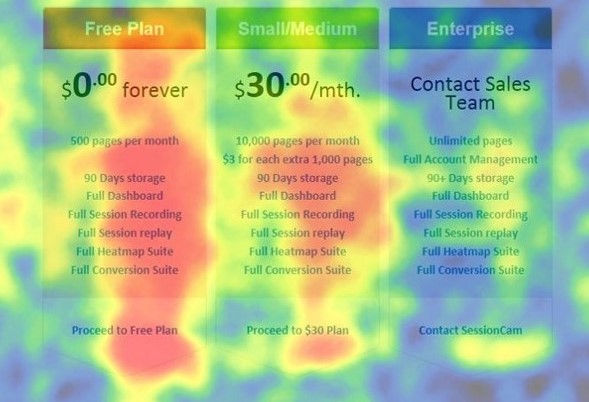 Free Plan
$0.00 forever
500 pages per month
90 Days storage
Full Dashboard
Full Session Recording
Full Session replay
Full Heatmap Suite
Full Conversion Suite
Proceed to Free Plan
Small/Medium
$30.00/mth.
10,000 pages per month
$3 for each extra 1,000 pages
90 Days storage
Full Dashboard
Full Session Recording
Full Session replay
Full Heatmap Suite
Full Conversion Suite
Proceed to $30 Plan
Enterprise
Contact Sales
Team
Unlimited pages
Full Account Management
90+ Days storage
Full Dashboard
Full Session Recording
Full Session replay
Full Heatmap Suite
Full Conversion Suite
Contact SessionCam